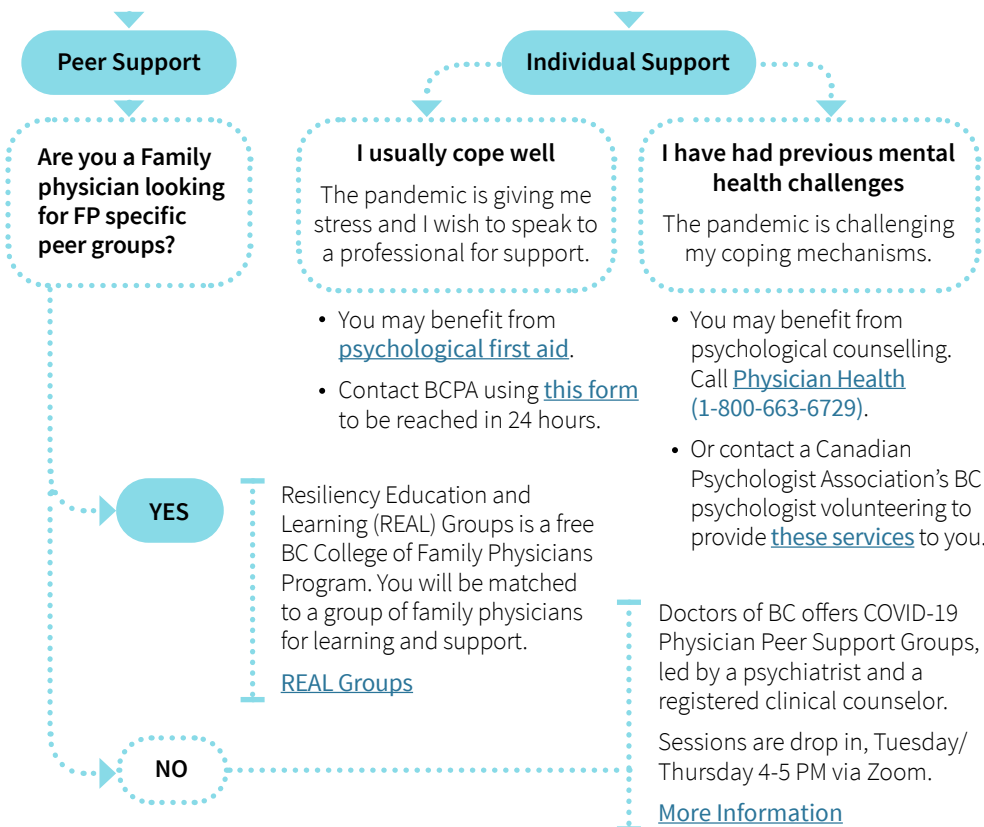 Peer Support
Individual Support
Are you a Family
physician looking
for FP specific
peer groups?
I usually cope well
The pandemic is giving me
stress and I wish to speak to
a professional for support.
• You may benefit from
psychological first aid.
• Contact BCPA using this form
to be reached in 24 hours.
I have had previous mental
health challenges
The pandemic is challenging
my coping mechanisms.
• You may benefit from
psychological counselling.
Call Physician Health
(1-800-663-6729).
• Or contact a Canadian
Psychologist Association’s BC
psychologist volunteering to
provide these services to you.
YES
Resiliency Education and
Learning (REAL) Groups is a free
BC College of Family Physicians
Program. You will be matched
to a group of family physicians
for learning and support.
REAL Groups
NO
Doctors of BC offers COVID-19
Physician Peer Support Groups,
led by a psychiatrist and a
registered clinical counselor.
Sessions are drop in, Tuesday/
Thursday 4-5 PM via Zoom.
More Information